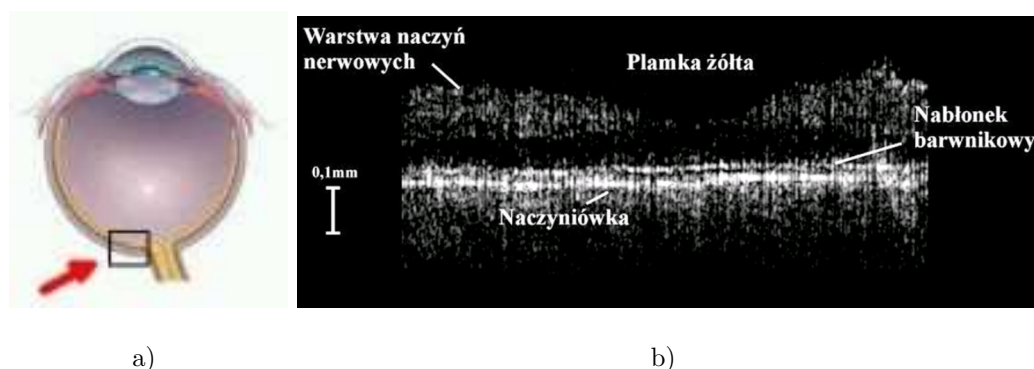 Warstwa naczyń
nerwowych
Plamka żółta
Nabłonek
barwnikowy
0,1mm
Naczyniówka
a)
b)